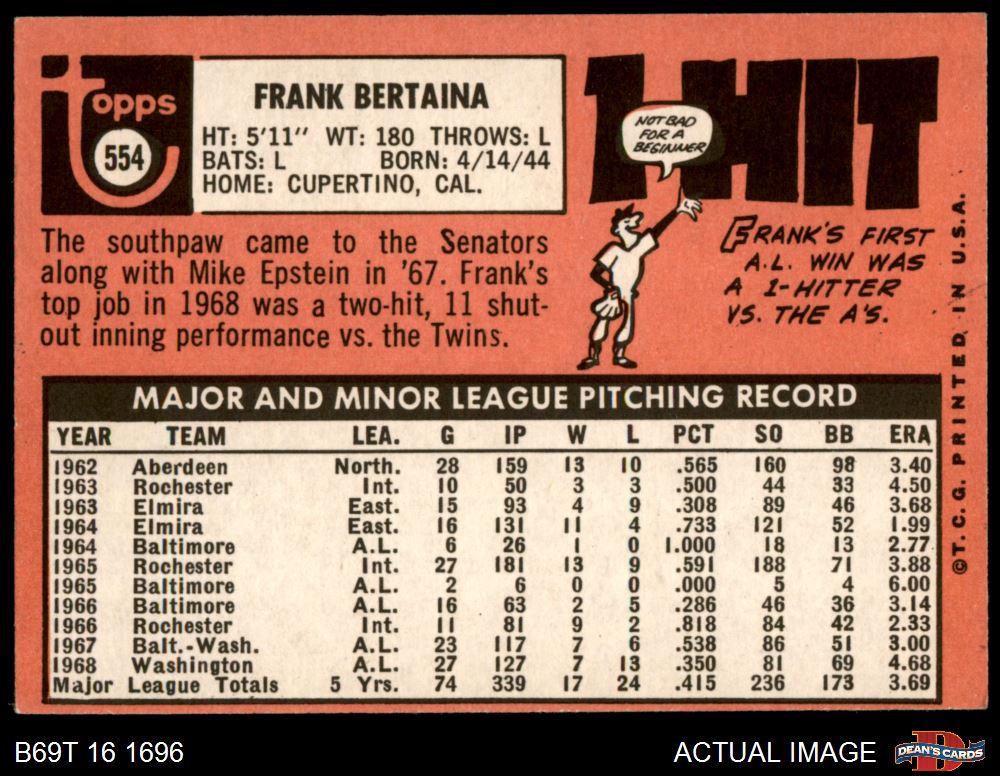 Topps
554
FRANK BERTAINA
HT: 5'11" WT: 180 THROWS: L
BATS: L BORN: 4/14/44
HOME: CUPERTINO, CAL.
1-HIT
NOT BAD
FOR A
BEGINNER
The southpaw came to the Senators
along with Mike Epstein in '67. Frank's
top job in 1968 was a two-hit, 11 shut-
out inning performance vs. the Twins.
FRANK'S FIRST
A.L. WIN WAS
A 1-HITTER
VS. THE A'S.
MAJOR AND MINOR LEAGUE PITCHING RECORD
YEAR TEAM LEA. G IP W L PCT SO BB ERA
1962 Aberdeen North. 28 159 13 10 .565 160 98 3.40
1963 Rochester Int. 10 50 3 3 .500 44 33 4.50
1963 Elmira East. 15 93 4 9 .308 89 46 3.68
1964 Elmira East. 16 131 11 4 .733 121 52 1.99
1964 Baltimore A.L. 6 26 1 0 1.000 18 13 2.77
1965 Rochester Int. 27 181 13 9 .591 188 71 3.88
1965 Baltimore A.L. 2 6 0 0 .000 5 4 6.00
1966 Baltimore A.L. 16 63 2 5 .286 46 36 3.14
1966 Rochester Int. 11 81 9 2 .818 84 42 2.33
1967 Balt.-Wash. A.L. 23 117 7 6 .538 86 51 3.00
1968 Washington A.L. 27 127 7 13 .350 81 69 4.68
Major League Totals 5 Yrs. 74 339 17 24 .415 236 173 3.69
©T.C.G. PRINTED IN U.S.A.
B69T 16 1696
ACTUAL IMAGE
D
DEAN'S CARDS